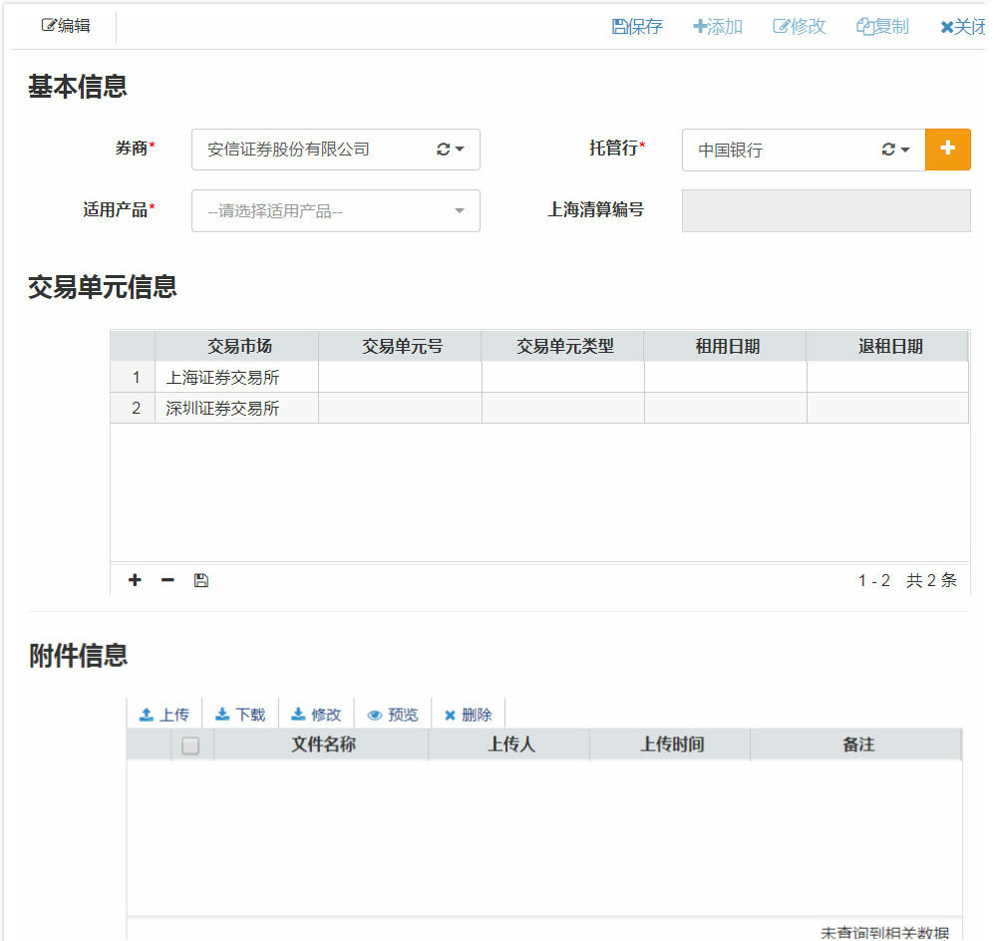 编辑 保存 添加 修改 复制 关闭
基本信息
券商* 安信证券股份有限公司 托管行* 中国银行
适用产品* --请选择适用产品-- 上海清算编号
交易单元信息
交易市场 交易单元号 交易单元类型 租用日期 退租日期
1 上海证券交易所
2 深圳证券交易所
1 - 2 共 2 条
附件信息
上传 下载 修改 预览 删除
文件名称 上传人 上传时间 备注
未查询到相关数据